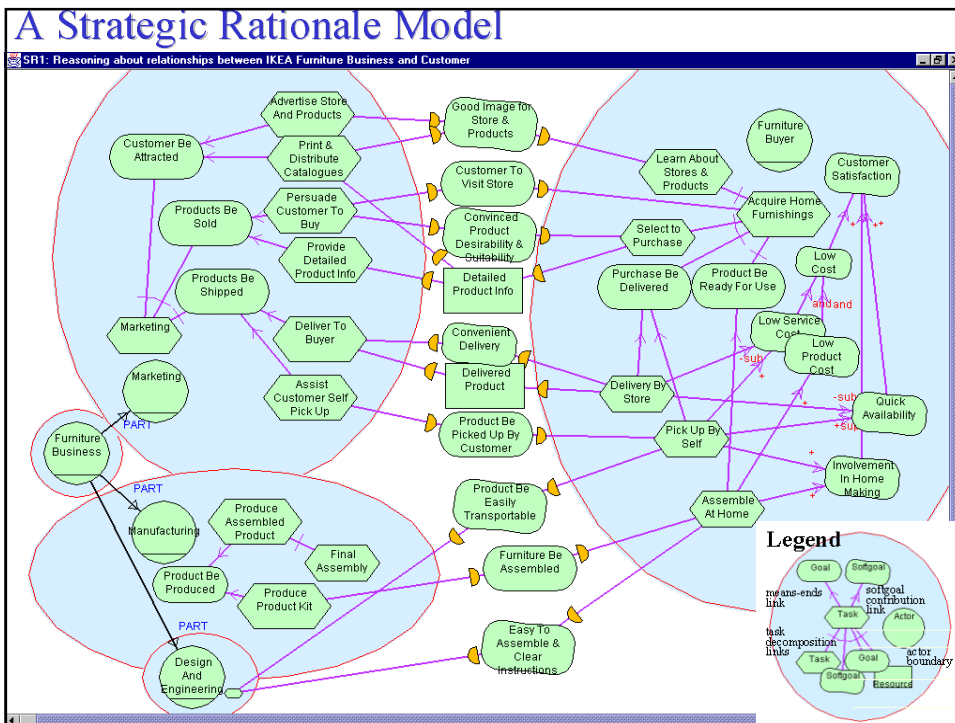 A Strategic Rationale Model
SR1: Reasoning about relationships between IKEA Furniture Business and Customer
Advertise Store
And Products
Good Image for
Store &
Products
Furniture
Buyer
Customer Be
Attracted
Print &
Distribute
Catalogues
Learn About
Stores &
Products
Customer
Satisfaction
Customer To
Visit Store
Persuade
Customer To
Buy
Acquire Home
Furnishings
Products Be
Sold
Convinced
Product
Desirability &
Suitability
Select to
Purchase
Provide
Detailed
Product Info
Low
Cost
Products Be
Shipped
Detailed
Product Info
Purchase Be
Delivered
Product Be
Ready For Use
+
++
and
and
Marketing
Deliver To
Buyer
Convenient
Delivery
Low Service
Cost
Low
Product
Cost
-sub
+
Marketing
Delivered
Product
Assist
Customer Self
Pick Up
Delivery By
Store
+
-sub
Quick
Availability
+sup
PART
Furniture
Business
Product Be
Picked Up By
Customer
Pick Up By
Self
+
Involvement
In Home
Making
+
PART
Product Be
Easily
Transportable
Assemble
At Home
Manufacturing
Produce
Assembled
Product
Final
Assembly
Product Be
Produced
Furniture Be
Assembled
Produce
Product Kit
PART
Design
And
Engineering
Easy To
Assemble &
Clear
Instructions
Legend
Goal
Softgoal
means-ends
link
softgoal
contribution
link
Task
Actor
task
decomposition
links
Task
Goal
Softgoal
Resource
actor
boundary